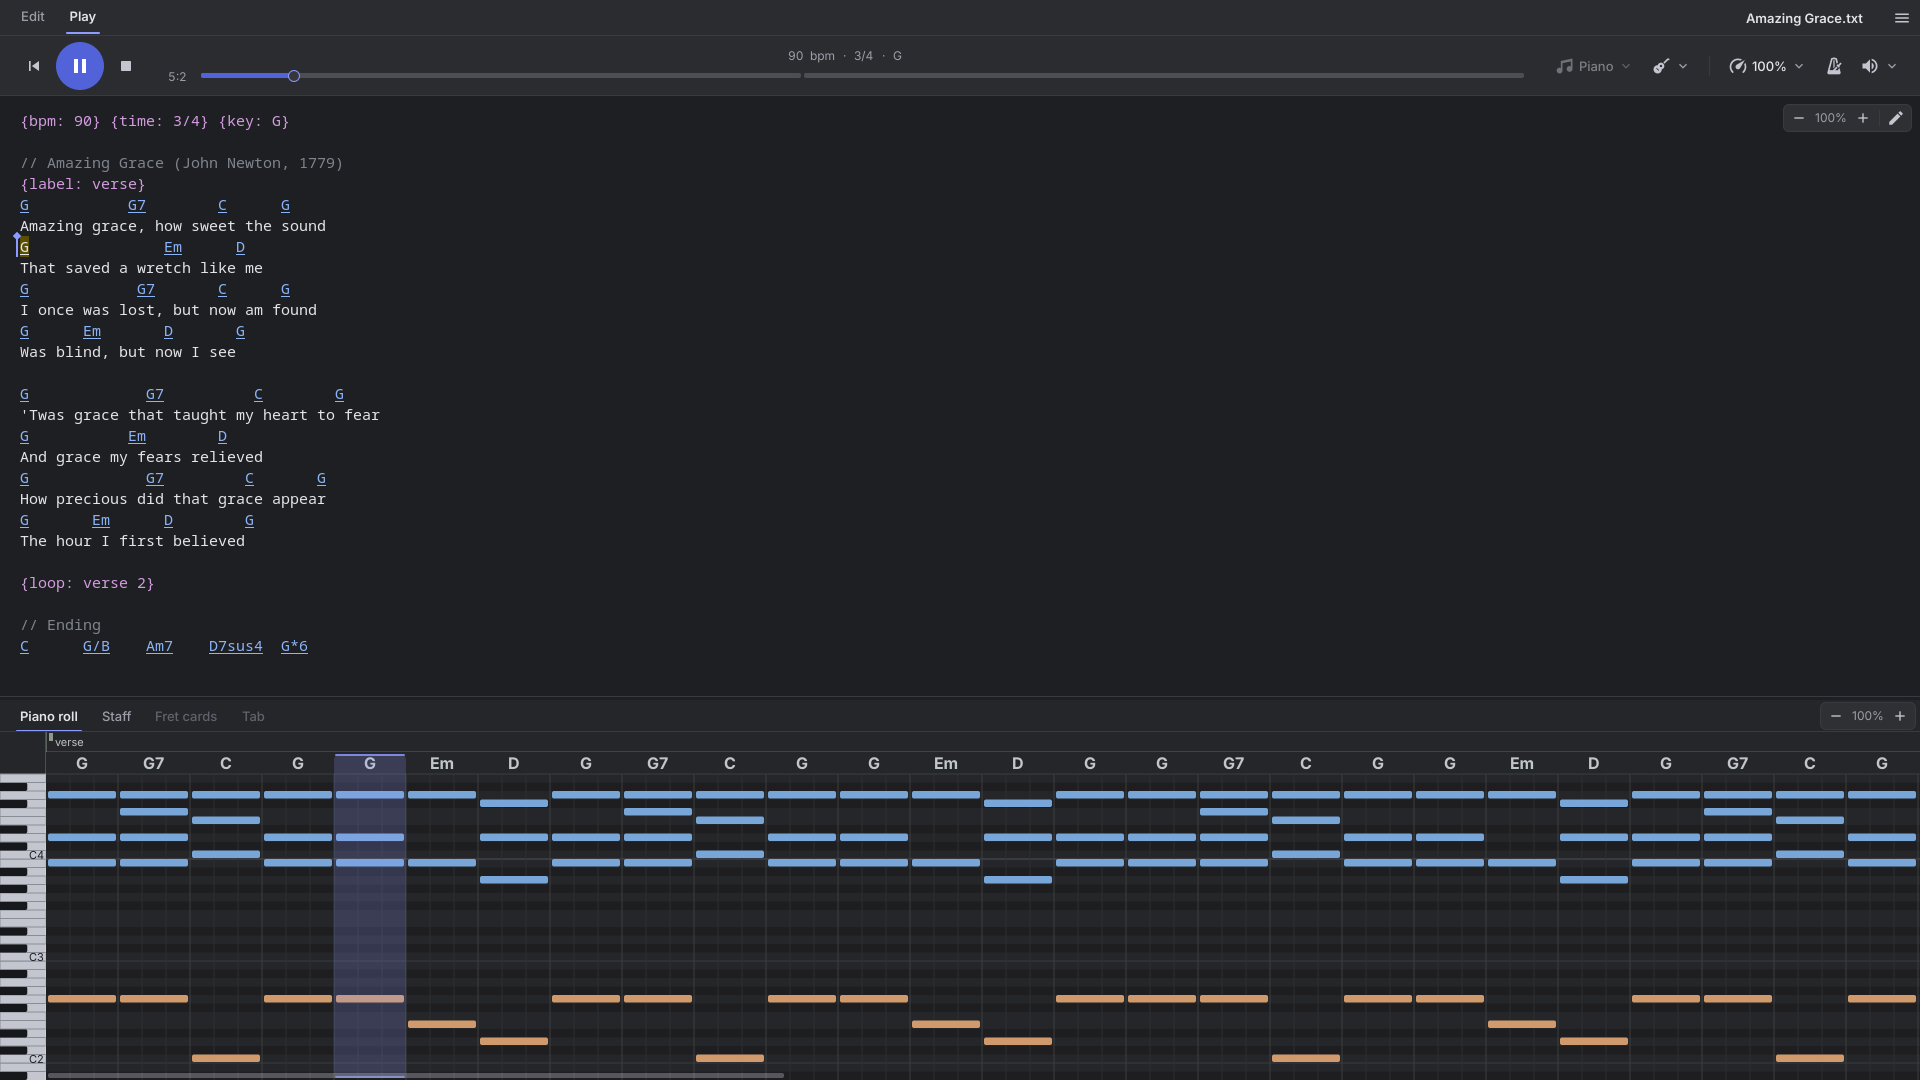 Edit Play Amazing Grace.txt
90 bpm · 3/4 · G
5:2 Piano 100%
{bpm: 90} {time: 3/4} {key: G}
100%
// Amazing Grace (John Newton, 1779)
{label: verse}
G G7 C G
Amazing grace, how sweet the sound
G Em D
That saved a wretch like me
G G7 C G
I once was lost, but now am found
G Em D G
Was blind, but now I see
G G7 C G
'Twas grace that taught my heart to fear
G Em D
And grace my fears relieved
G G7 C G
How precious did that grace appear
G Em D G
The hour I first believed
{loop: verse 2}
// Ending
C G/B Am7 D7sus4 G*6
Piano roll Staff Fret cards Tab 100%
verse
G G7 C G G Em D G G7 C G G Em D G G G7 C G G Em D G G7 C G
C4
C3
C2